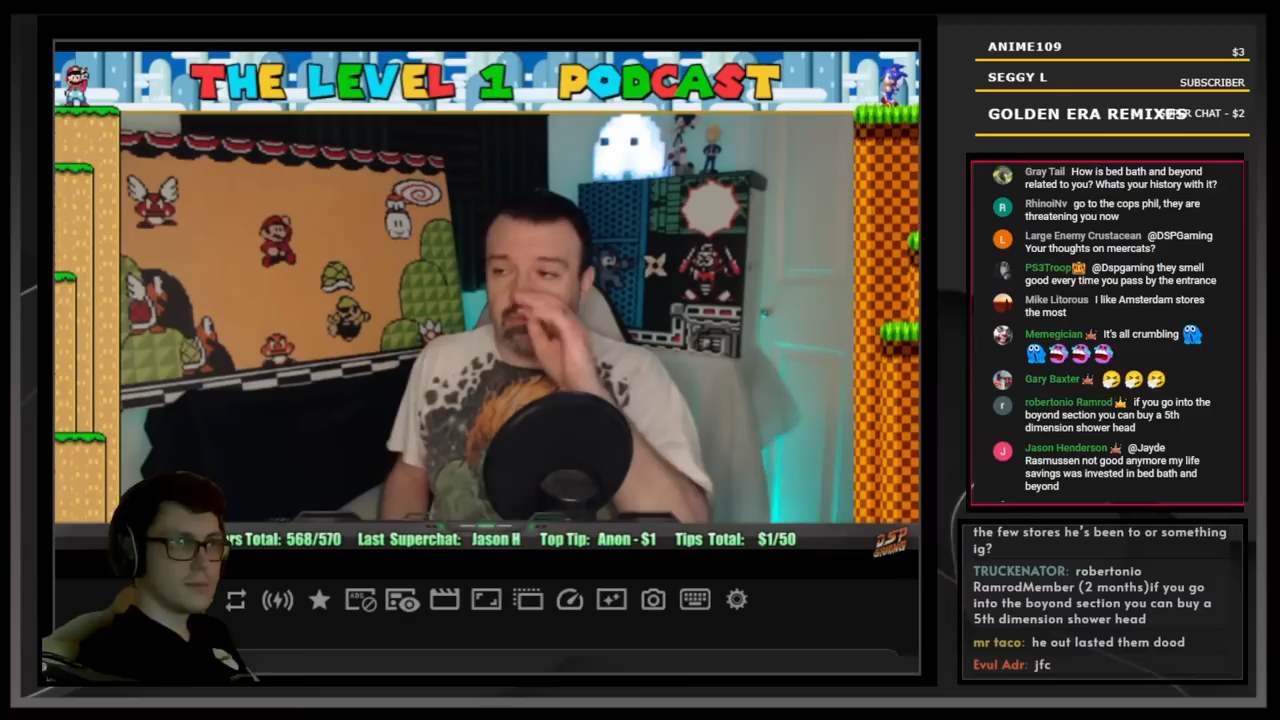 THE LEVEL 1 PODCAST
rs Total: 568/570 Last Superchat: Jason H Top Tip: Anon - $1 Tips Total: $1/50
DSP
GAMING
ADS
ANIME109 $3
SEGGY L SUBSCRIBER
GOLDEN ERA REMIXES CHAT - $2
Gray Tail How is bed bath and beyond
related to you? Whats your history with it?
R RhinoiNv go to the cops phil, they are
threatening you now
Large Enemy Crustacean @DSPGaming
Your thoughts on meercats?
PS3Troop @Dspgaming they smell
good every time you pass by the entrance
Mike Litorous I like Amsterdam stores
the most
Memegician It's all crumbling
Gary Baxter
r robertonio Ramrod if you go into the
boyond section you can buy a 5th
dimension shower head
J Jason Henderson @Jayde
Rasmussen not good anymore my life
savings was invested in bed bath and
beyond
the few stores he's been to or something
ig?
TRUCKENATOR: robertonio
RamrodMember (2 months)if you go
into the boyond section you can buy a
5th dimension shower head
mr taco: he out lasted them dood
Evul Adr: jfc